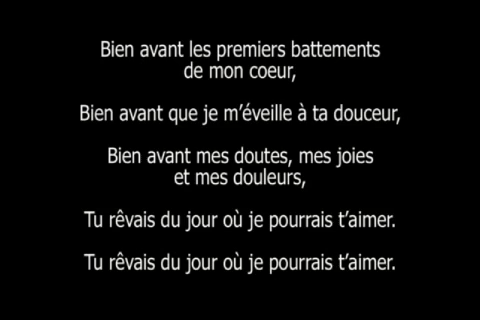 Bien avant les premiers battements
de mon coeur,
Bien avant que je m'éveille à ta douceur,
Bien avant mes doutes, mes joies
et mes douleurs,
Tu rêvais du jour où je pourrais t'aimer.
Tu rêvais du jour où je pourrais t'aimer.